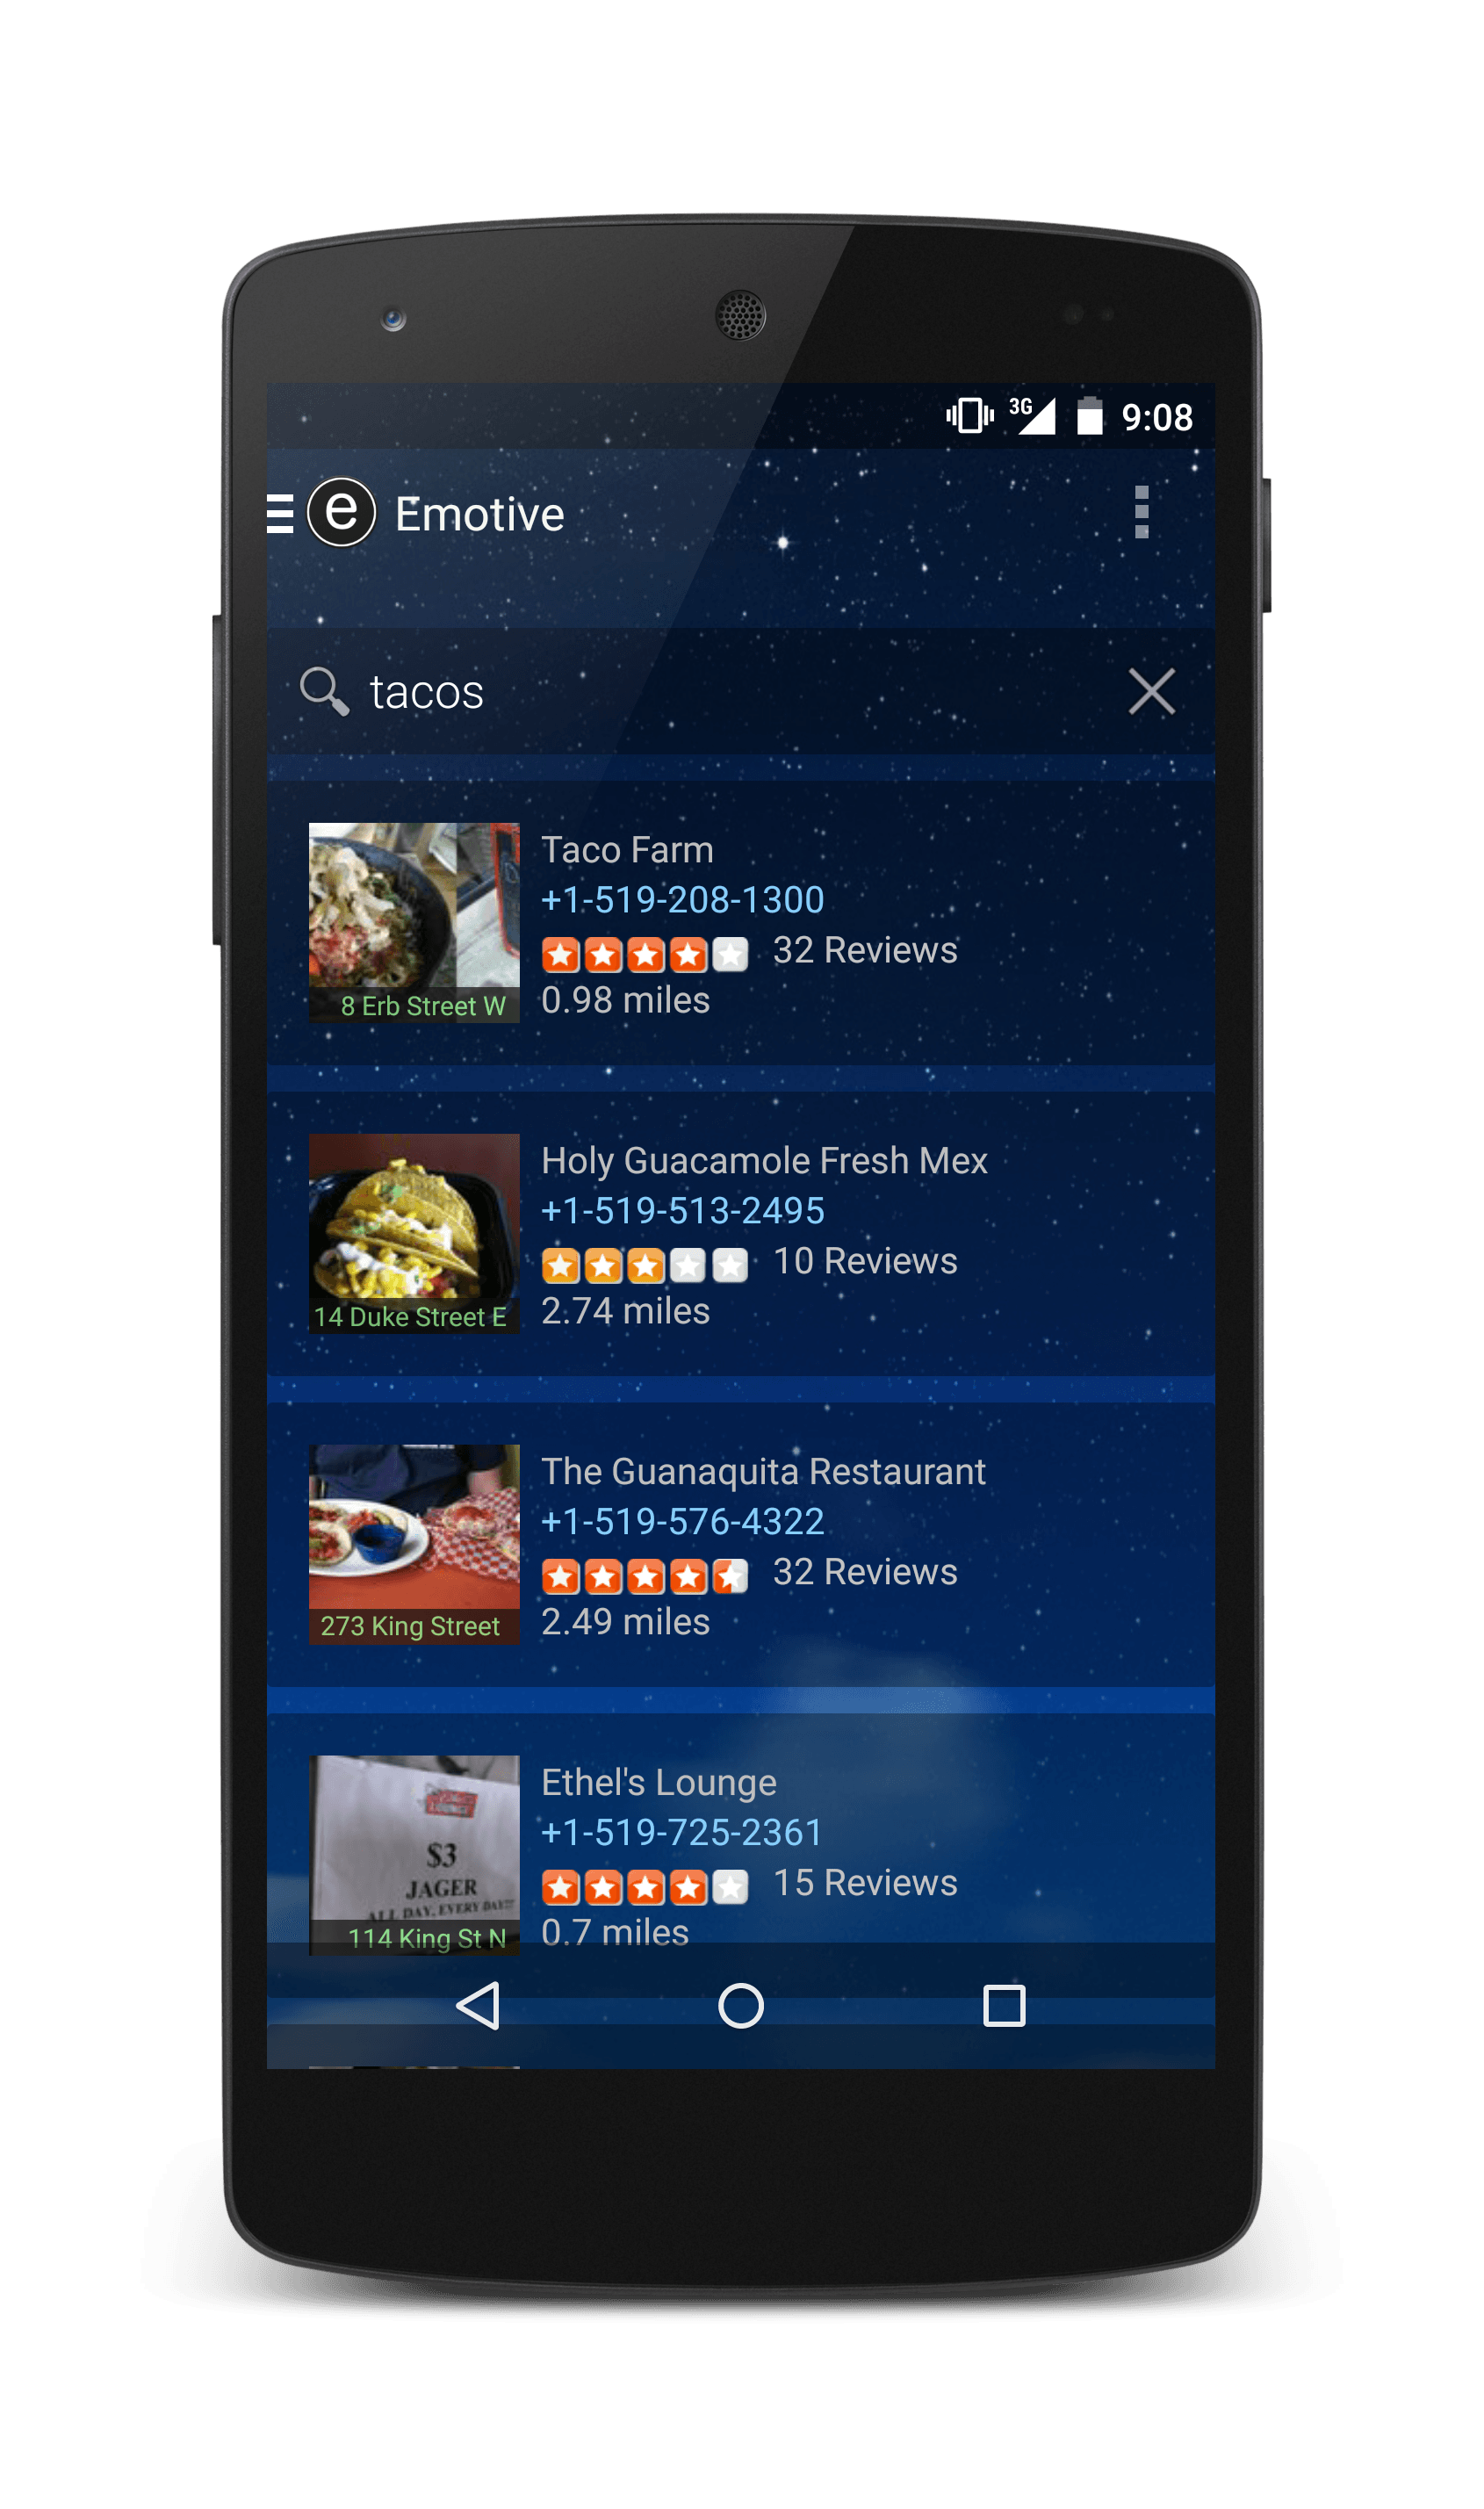 3G 9:08
e Emotive
tacos
Taco Farm
+1-519-208-1300
32 Reviews
0.98 miles
8 Erb Street W
Holy Guacamole Fresh Mex
+1-519-513-2495
10 Reviews
2.74 miles
14 Duke Street E
The Guanaquita Restaurant
+1-519-576-4322
32 Reviews
2.49 miles
273 King Street
Ethel's Lounge
+1-519-725-2361
15 Reviews
0.7 miles
$3
JAGER
ALL DAY, EVERY DAY!!!
114 King St N